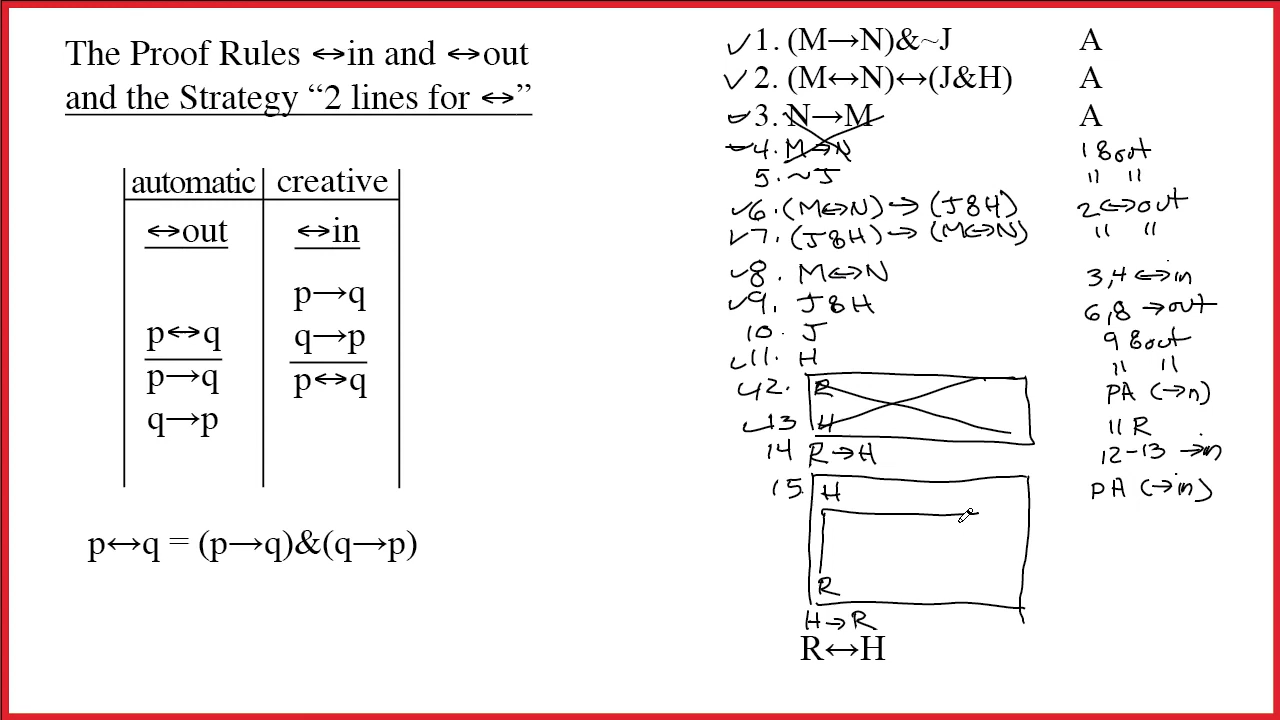 The Proof Rules ↔in and ↔out
and the Strategy “2 lines for ↔”
automatic creative
↔out ↔in
p→q
p↔q q→p
p→q p↔q
q→p
p↔q = (p→q)&(q→p)
✓ 1. (M→N)&~J A
✓ 2. (M↔N)↔(J&H) A
✓ 3. N→M A
✓ 4. M→N 1 &out
5. ~J " "
✓ 6. (M↔N) → (J&H) 2 ↔out
✓ 7. (J&H) → (M↔N) " "
✓ 8. M↔N 3,4 ↔in
✓ 9. J&H 6,8 →out
10. J 9 &out
✓ 11. H " "
✓ 12. R PA (→n)
✓ 13 H 11 R
14 R→H 12-13 →in
15. H PA (→in)
R
H→R
R↔H